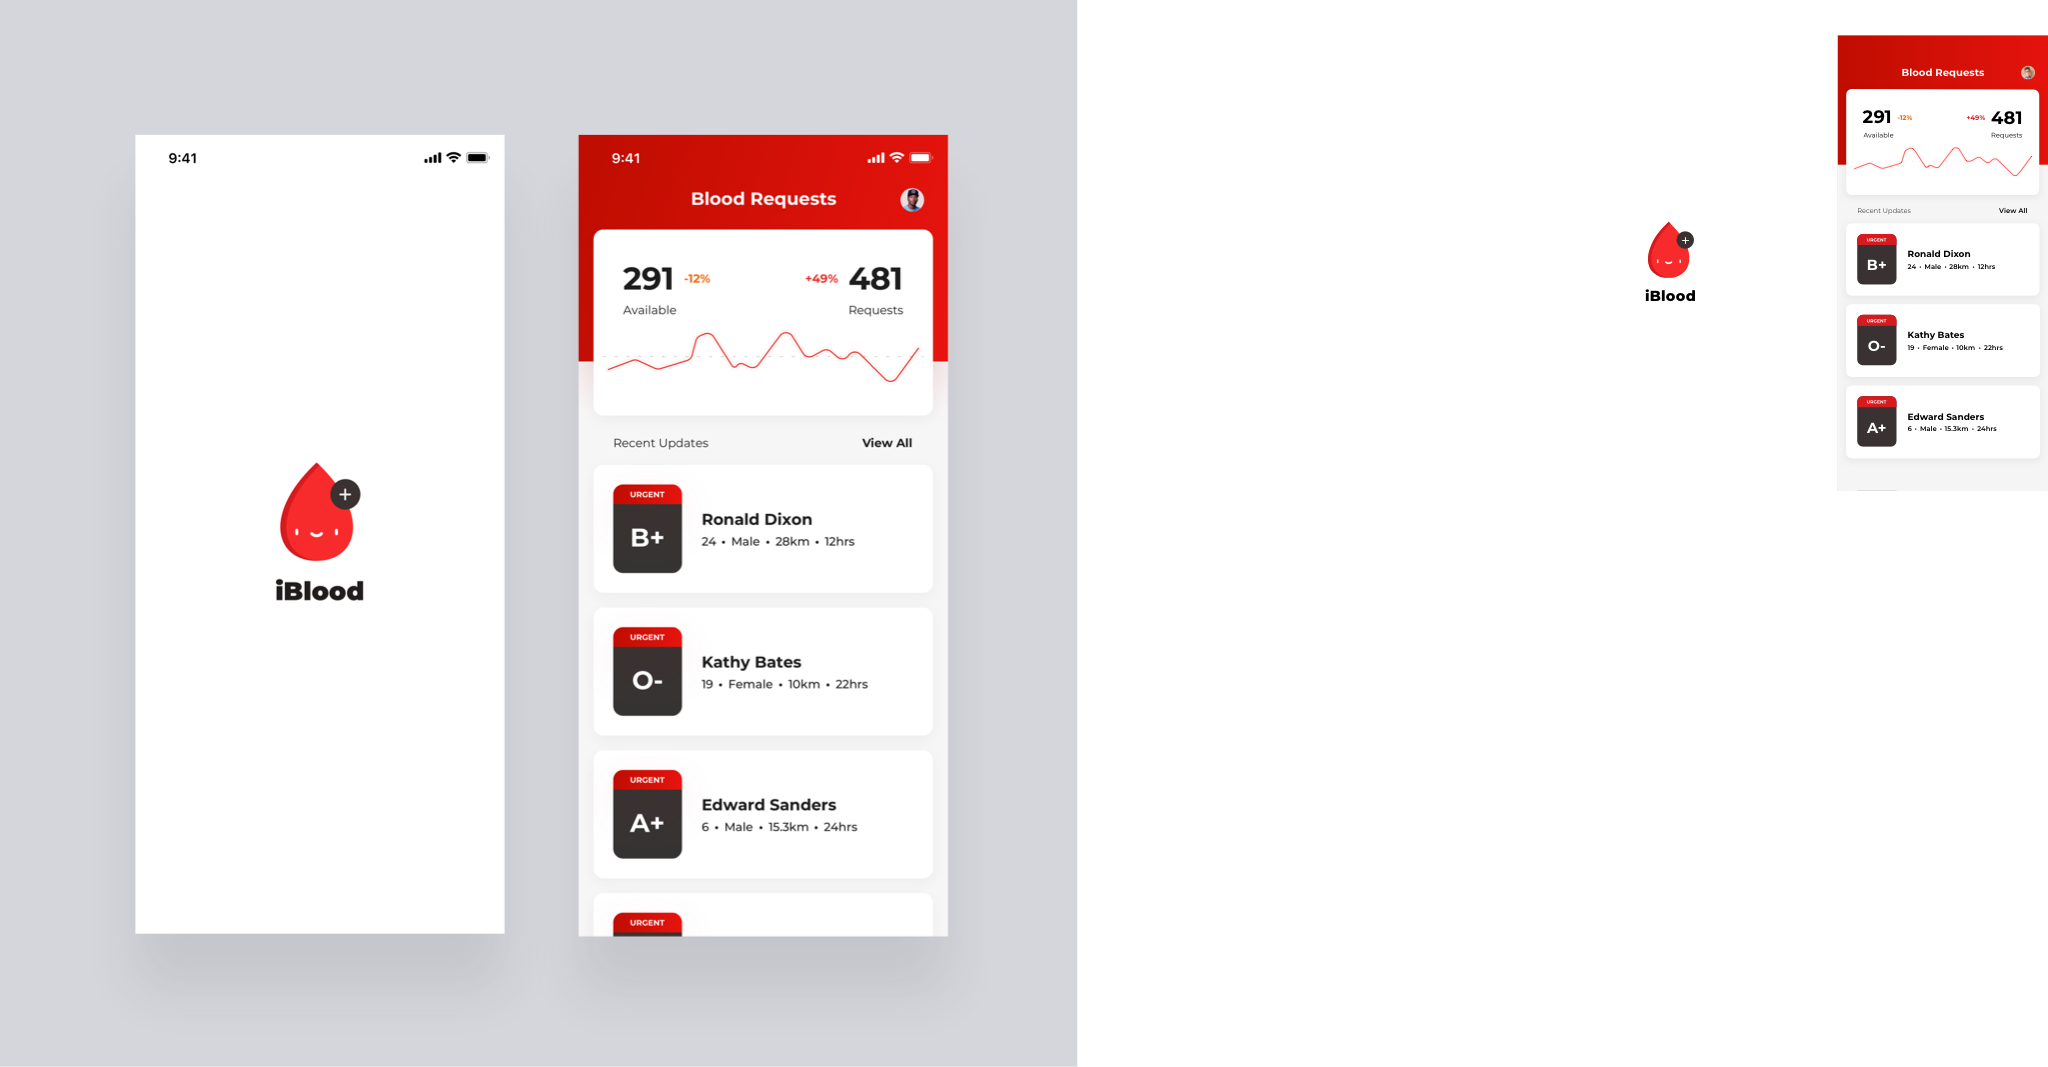 9:41
iBlood
9:41
Blood Requests
291 -12% +49% 481
Available Requests
Recent Updates View All
URGENT
B+
Ronald Dixon
24 • Male • 28km • 12hrs
URGENT
O-
Kathy Bates
19 • Female • 10km • 22hrs
URGENT
A+
Edward Sanders
6 • Male • 15.3km • 24hrs
URGENT
iBlood
Blood Requests
291 -12% +49% 481
Available Requests
Recent Updates View All
URGENT
B+
Ronald Dixon
24 • Male • 28km • 12hrs
URGENT
O-
Kathy Bates
19 • Female • 10km • 22hrs
URGENT
A+
Edward Sanders
6 • Male • 15.3km • 24hrs